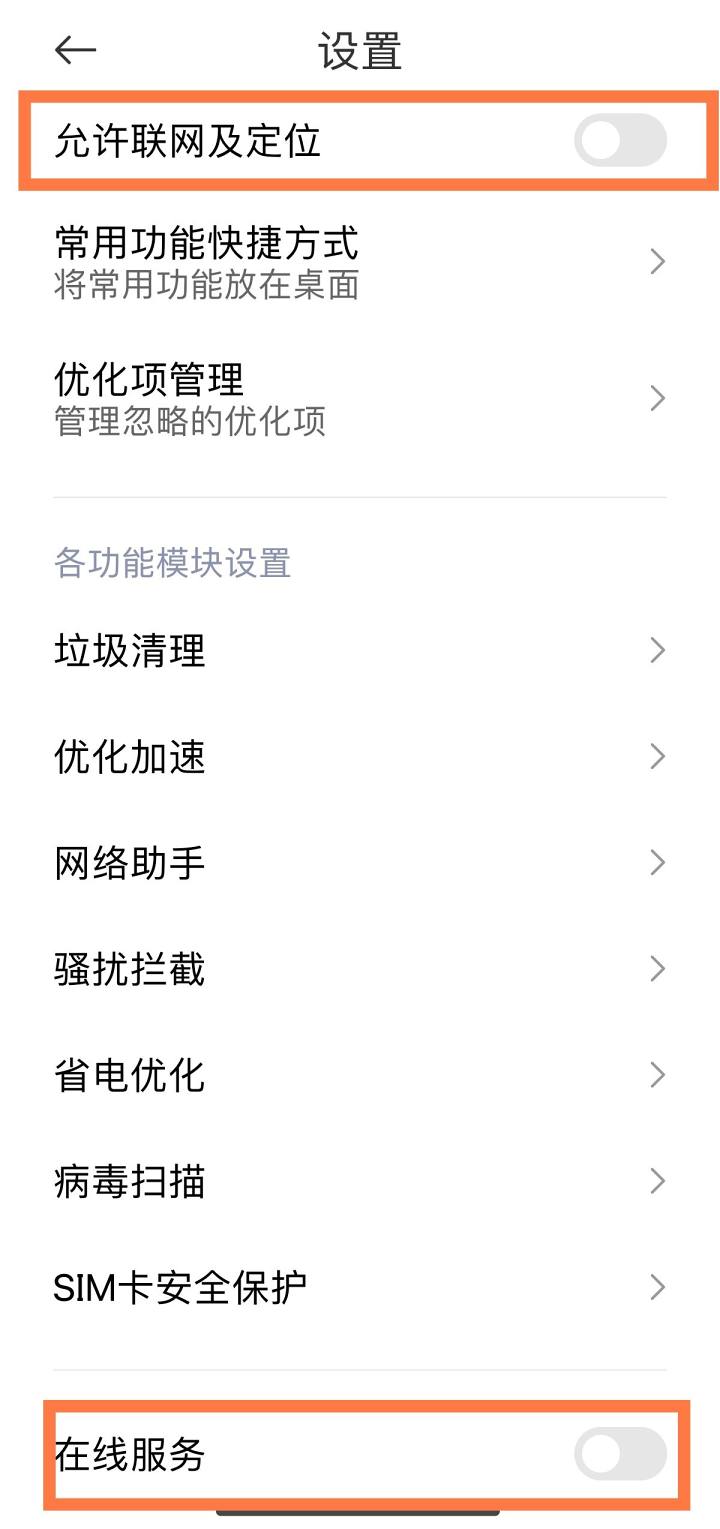 设置
允许联网及定位
常用功能快捷方式
将常用功能放在桌面
优化项管理
管理忽略的优化项
各功能模块设置
垃圾清理
优化加速
网络助手
骚扰拦截
省电优化
病毒扫描
SIM卡安全保护
在线服务